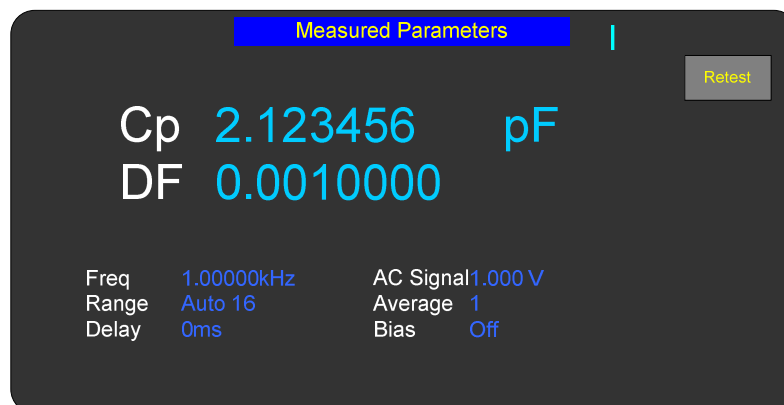 Measured Parameters
Retest
Cp 2.123456 pF
DF 0.0010000
Freq 1.00000kHz AC Signal 1.000 V
Range Auto 16 Average 1
Delay 0ms Bias Off